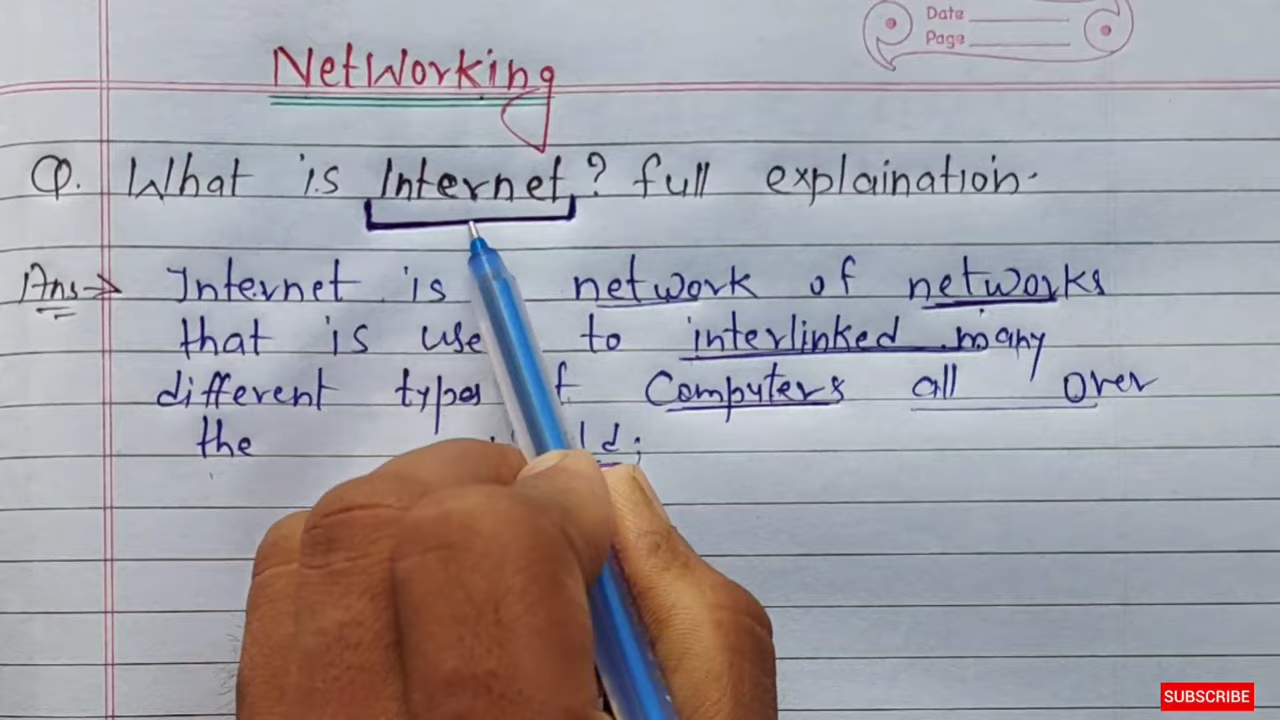 Date
Page
NetWorking
Q. What is Internet? full explaination.
Ans→ Internet is network of networks
that is use to interlinked many
different types computers all over
the
SUBSCRIBE